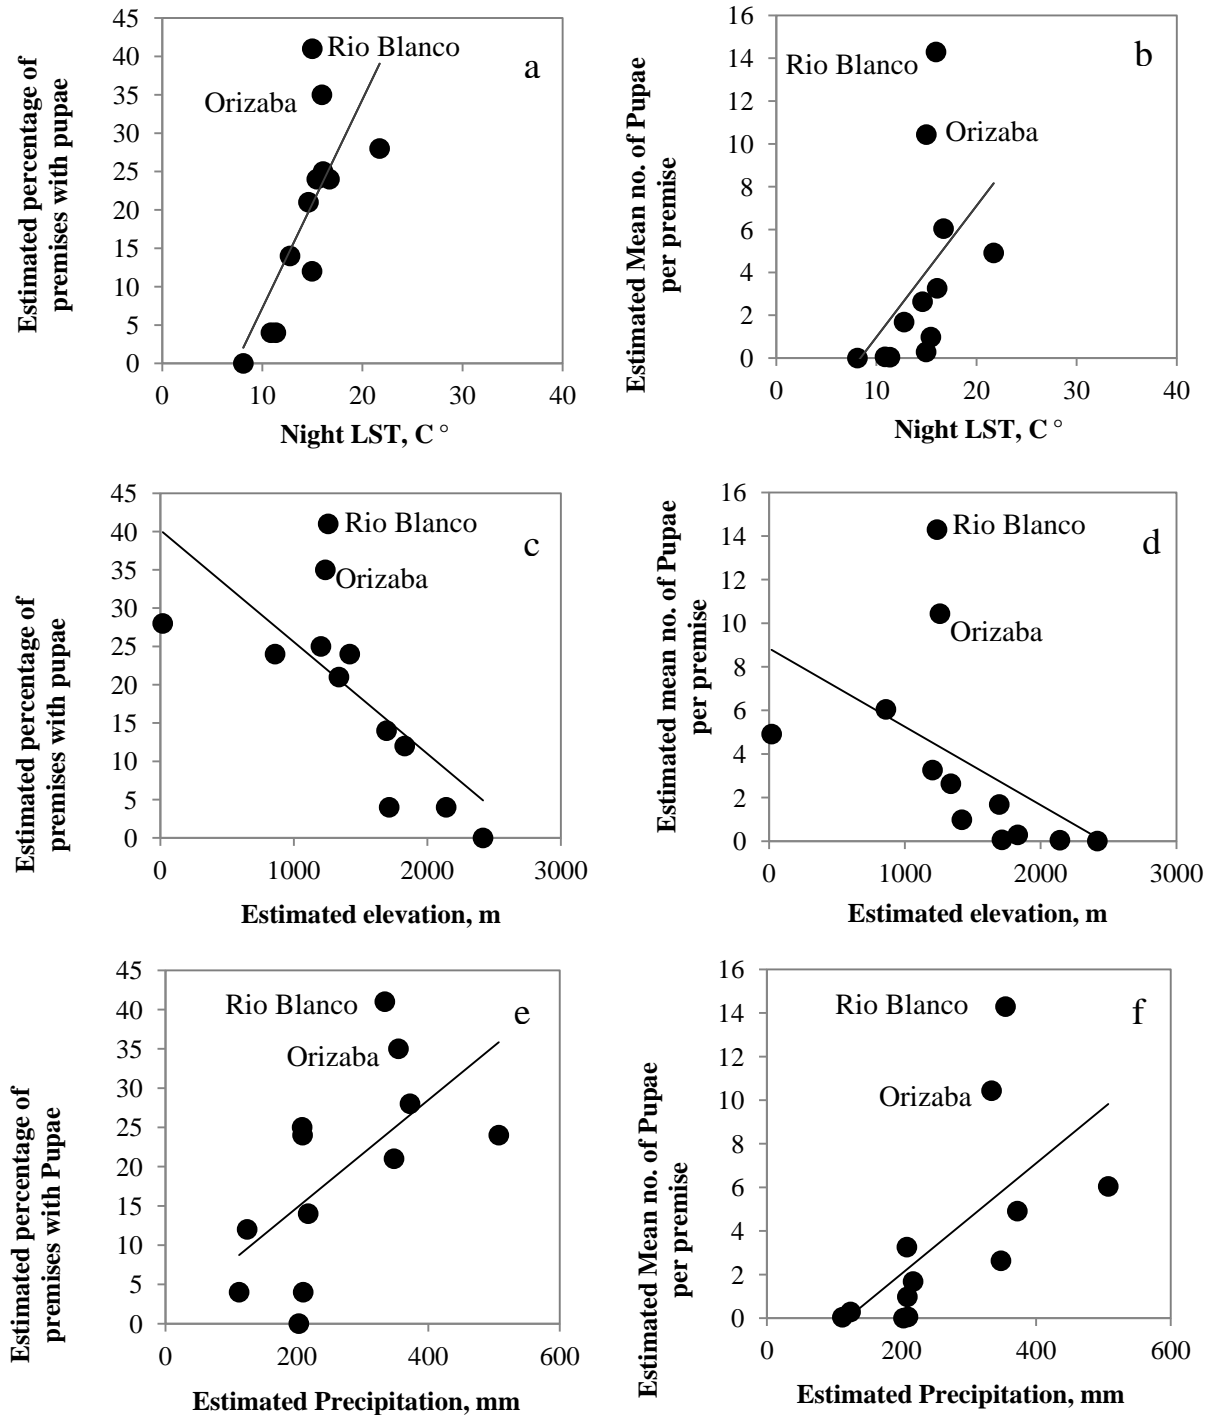 Estimated percentage of
premises with pupae
45
40
35
30
25
20
15
10
5
0
Rio Blanco
Orizaba
a
0 10 20 30 40
Night LST, C °
Estimated Mean no. of Pupae
per premise
16
14
12
10
8
6
4
2
0
Rio Blanco
Orizaba
b
0 10 20 30 40
Night LST, C °
Estimated percentage of
premises with pupae
45
40
35
30
25
20
15
10
5
0
Rio Blanco
Orizaba
c
0 1000 2000 3000
Estimated elevation, m
Estimated mean no. of Pupae
per premise
16
14
12
10
8
6
4
2
0
Rio Blanco
Orizaba
d
0 1000 2000 3000
Estimated elevation, m
Estimated percentage of
premises with Pupae
45
40
35
30
25
20
15
10
5
0
Rio Blanco
Orizaba
e
0 200 400 600
Estimated Precipitation, mm
Estimated Mean no. of Pupae
per premise
16
14
12
10
8
6
4
2
0
Rio Blanco
Orizaba
f
0 200 400 600
Estimated Precipitation, mm